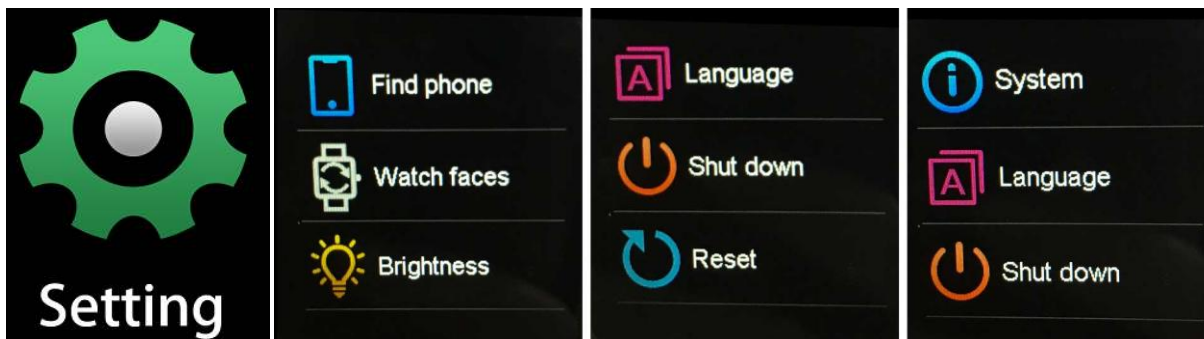 Setting
Find phone
Watch faces
Brightness
A Language
Shut down
Reset
System
A Language
Shut down